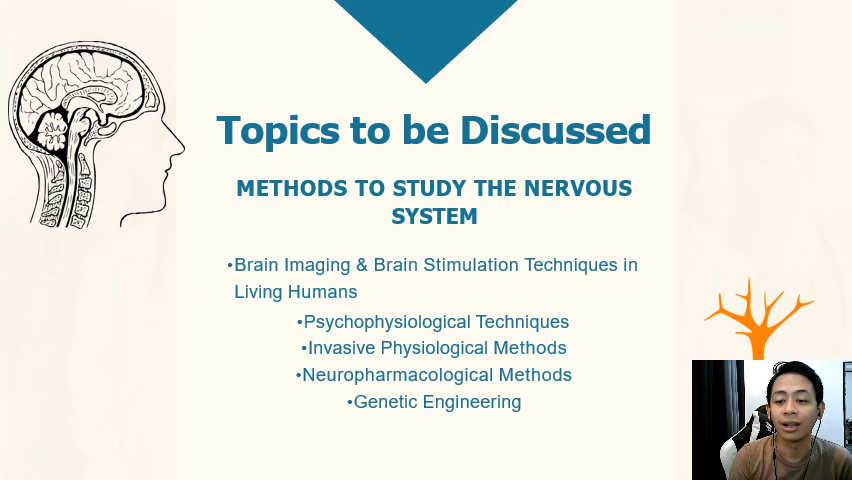 Topics to be Discussed
METHODS TO STUDY THE NERVOUS
SYSTEM
•Brain Imaging & Brain Stimulation Techniques in
Living Humans
•Psychophysiological Techniques
•Invasive Physiological Methods
•Neuropharmacological Methods
•Genetic Engineering